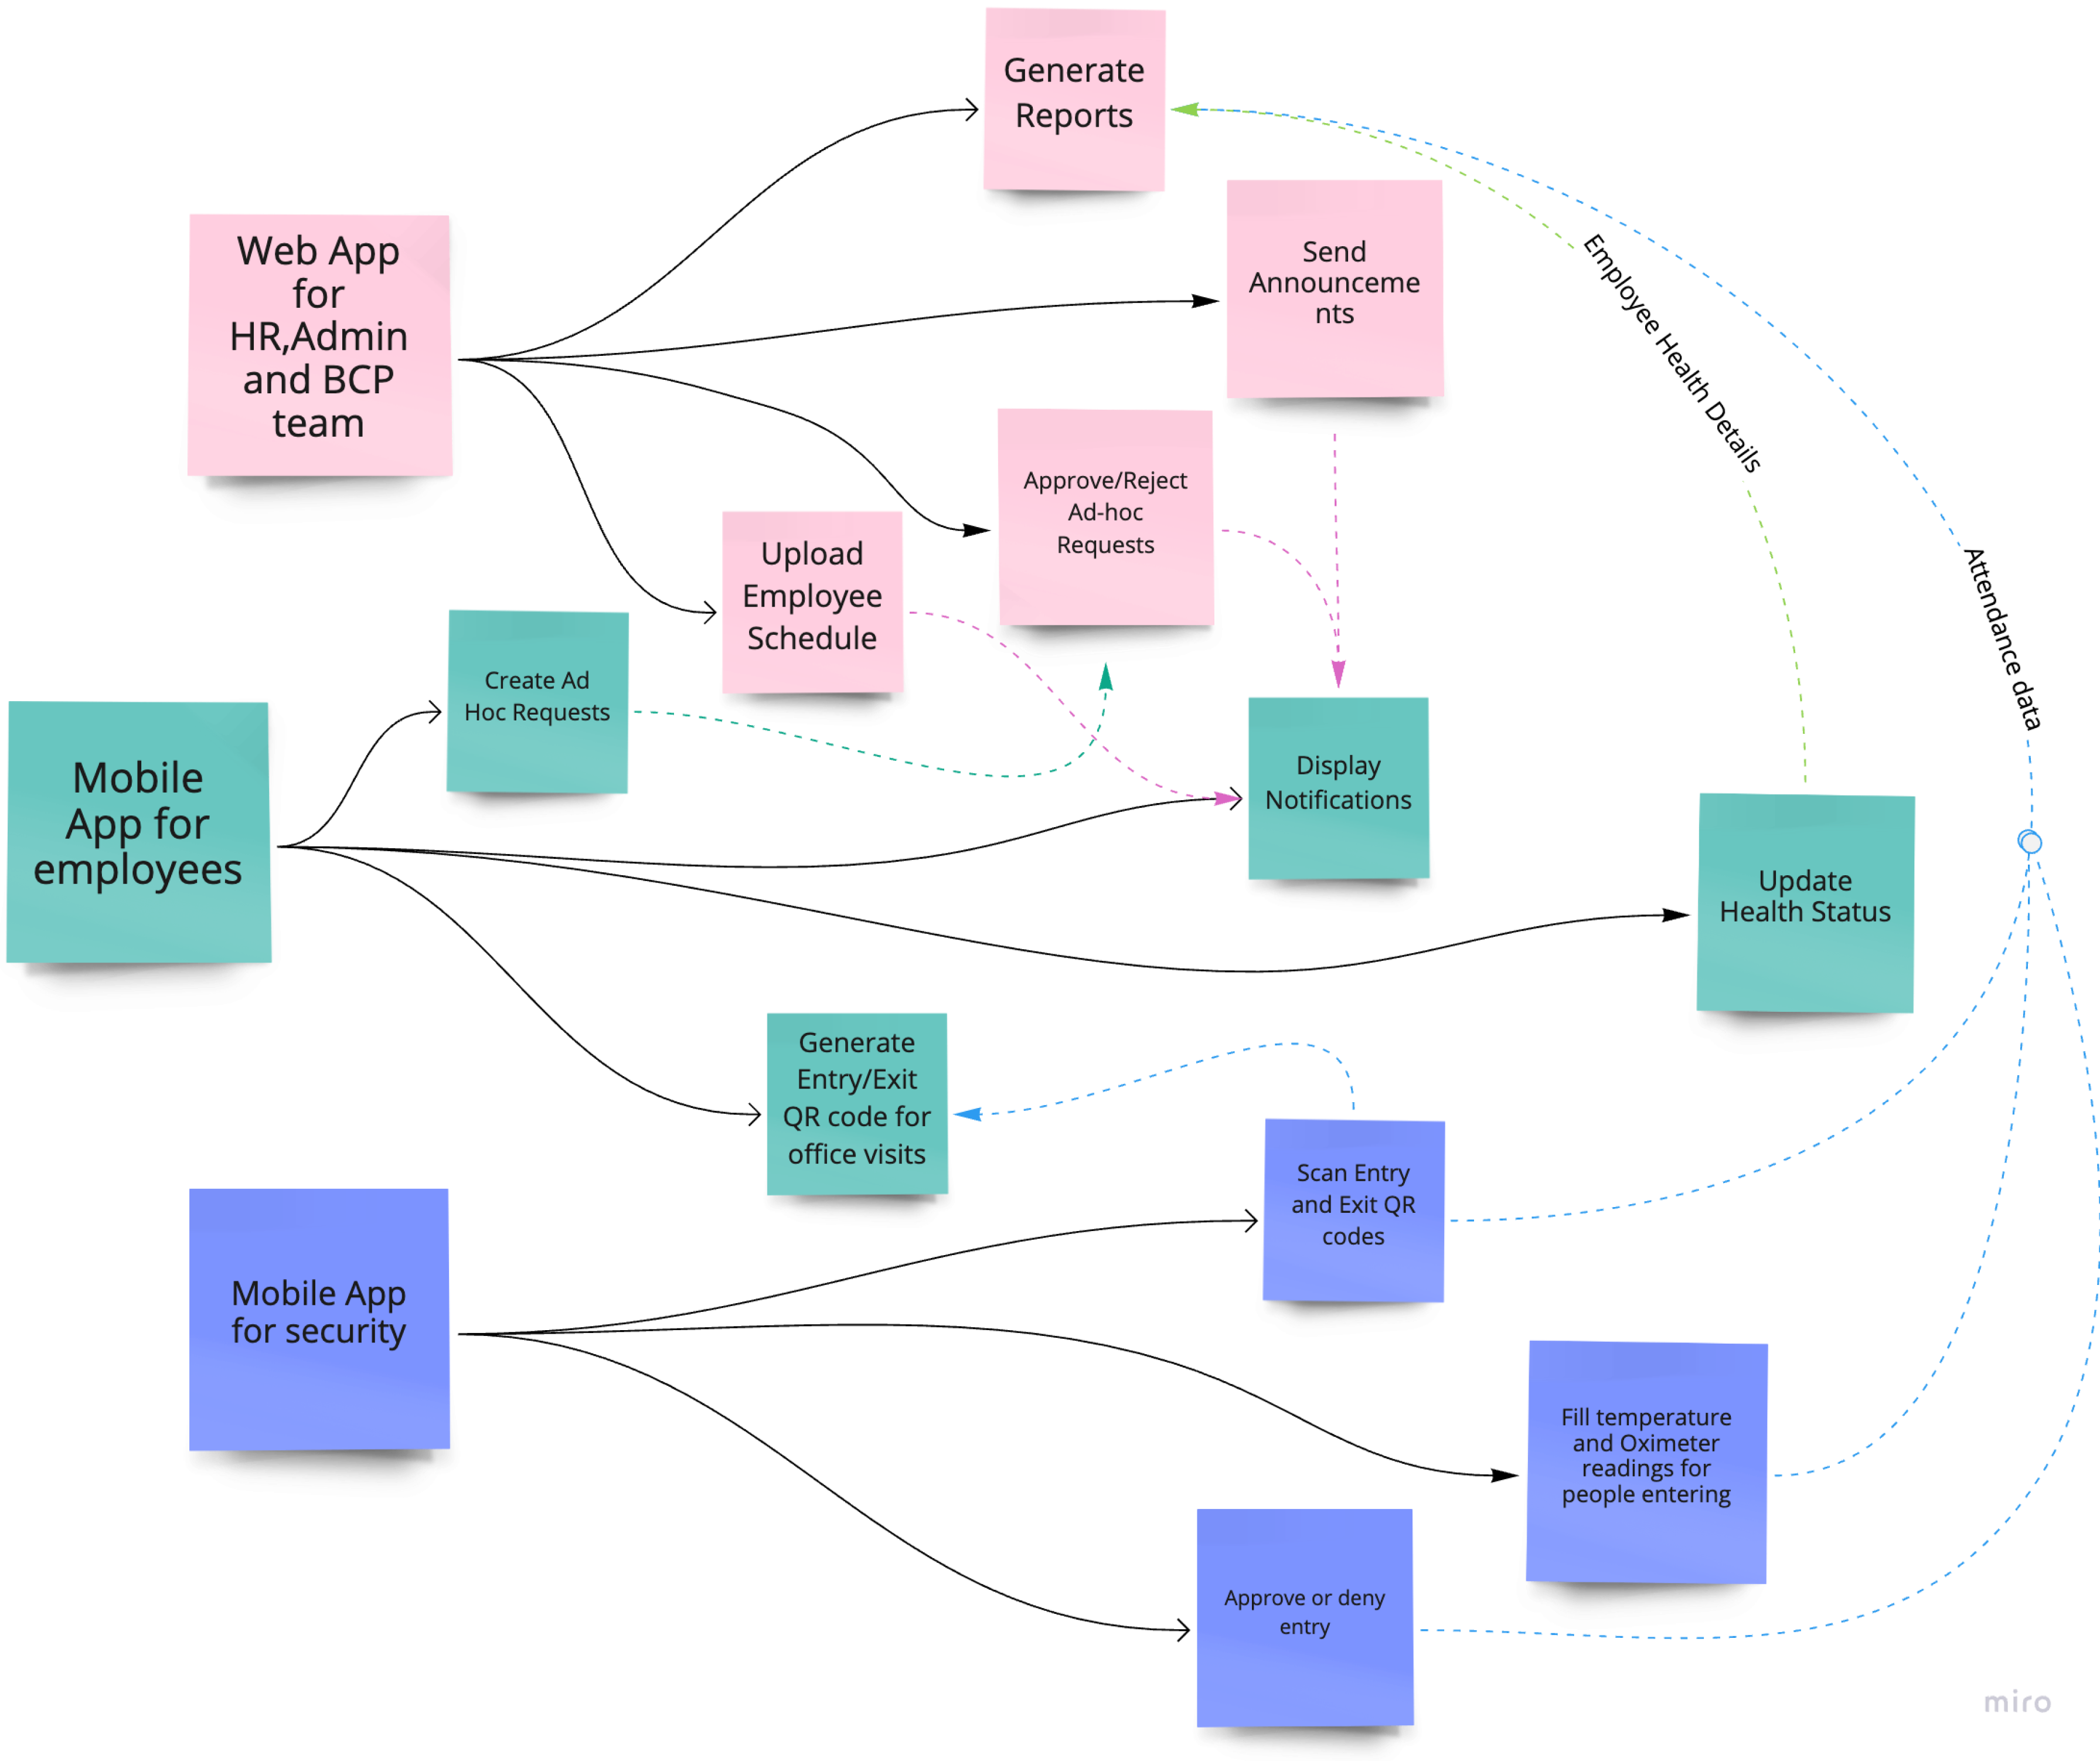 Generate
Reports
Send
Announceme
nts
Web App
for
HR,Admin
and BCP
team
Employee Health Details
Approve/Reject
Ad-hoc
Requests
Upload
Employee
Schedule
Attendance data
Create Ad
Hoc Requests
Mobile
App for
employees
Display
Notifications
Update
Health Status
Generate
Entry/Exit
QR code for
office visits
Scan Entry
and Exit QR
codes
Mobile App
for security
Fill temperature
and Oximeter
readings for
people entering
Approve or deny
entry
miro